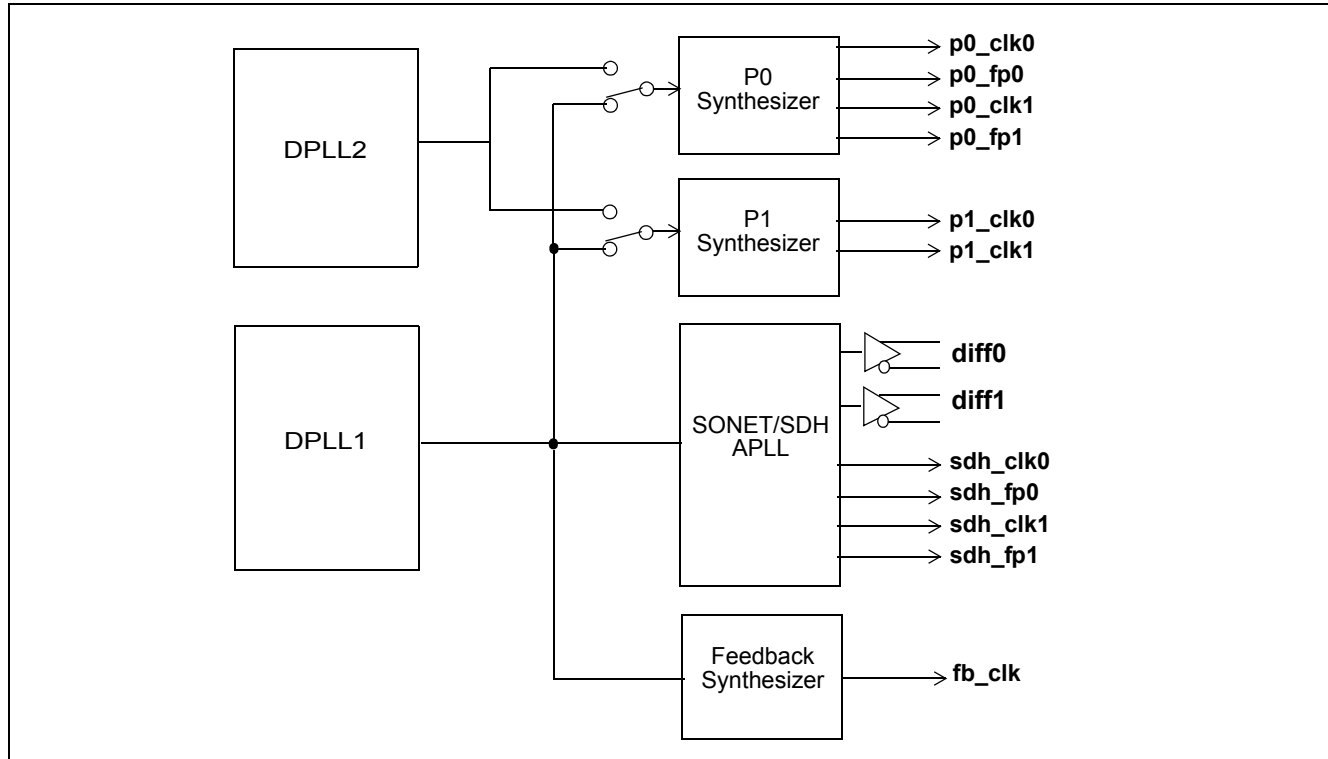 DPLL2
P0
Synthesizer
p0_clk0
p0_fp0
p0_clk1
p0_fp1
P1
Synthesizer
p1_clk0
p1_clk1
DPLL1
SONET/SDH
APLL
diff0
diff1
sdh_clk0
sdh_fp0
sdh_clk1
sdh_fp1
Feedback
Synthesizer
fb_clk